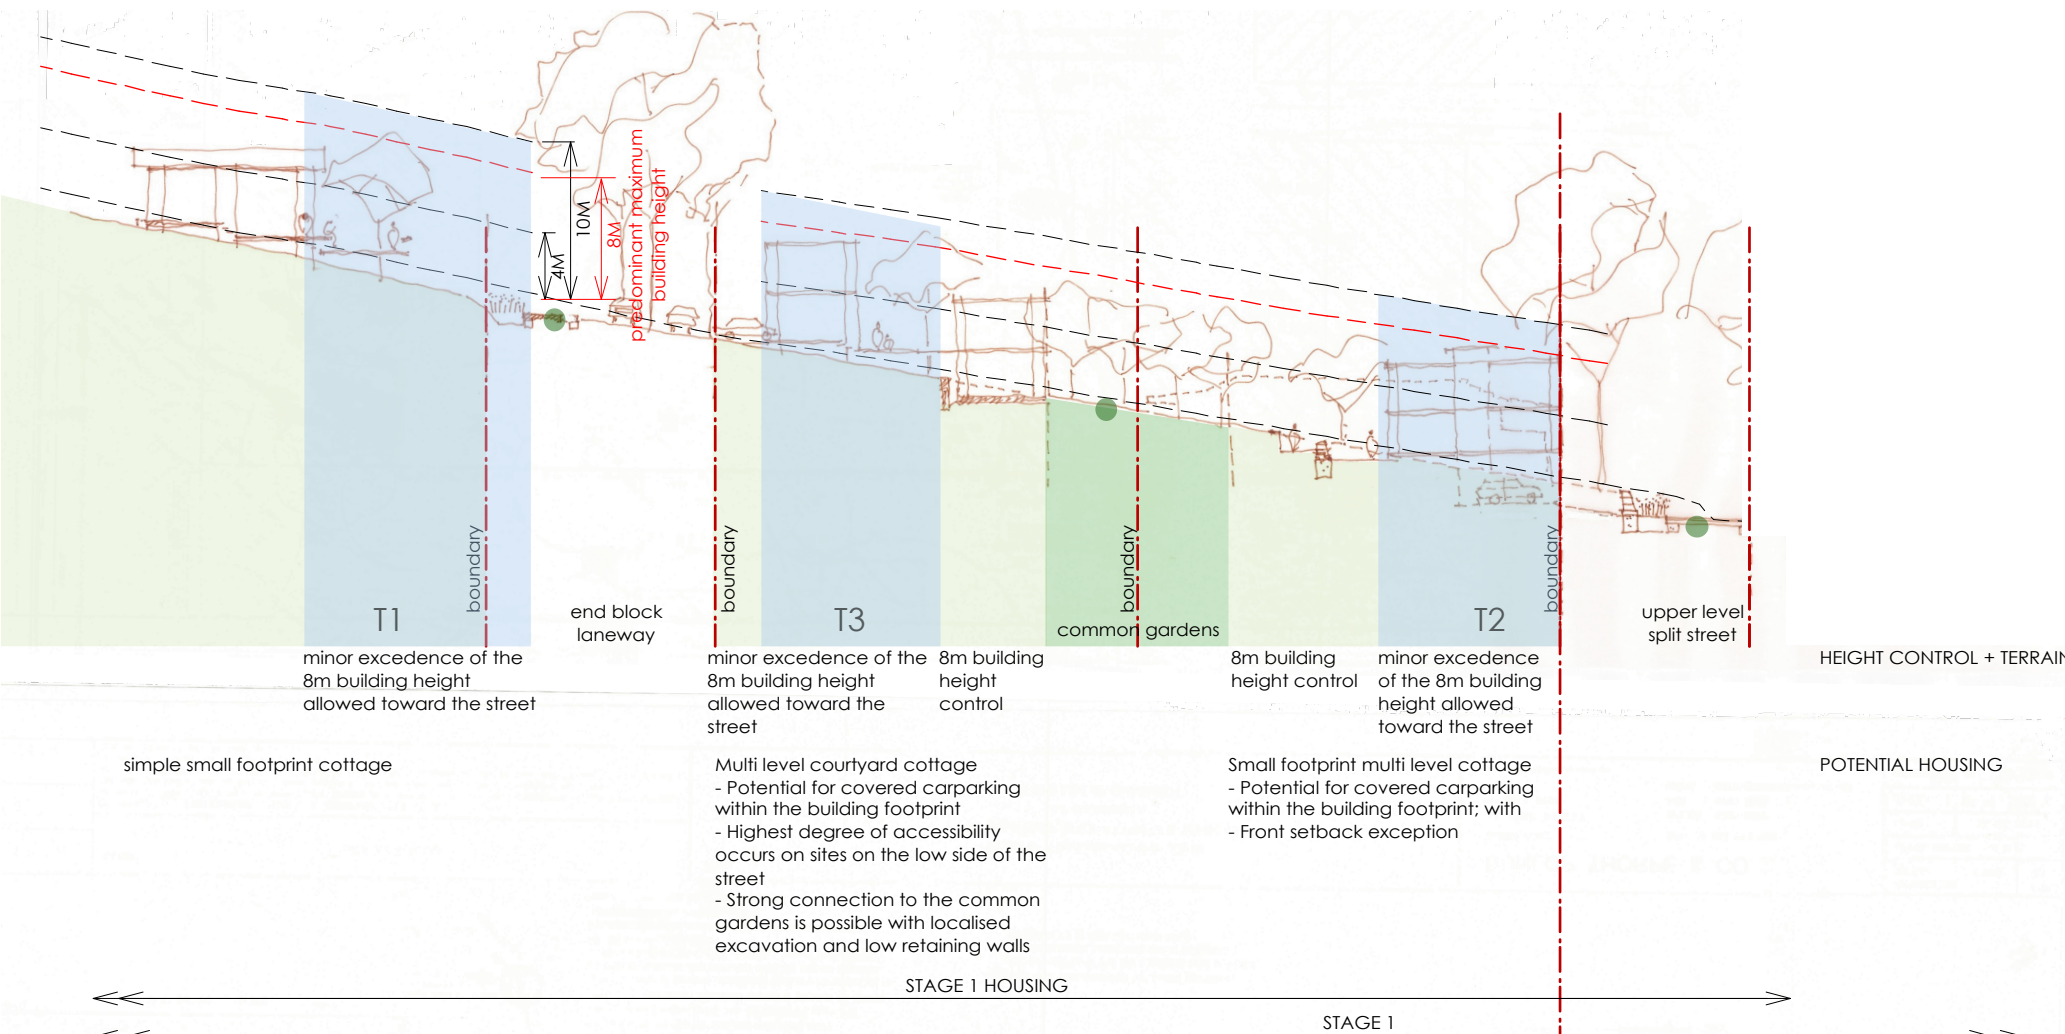 10M
8M
4M
predominant maximum
building height
boundary
boundary
boundary
boundary
T1
end block
laneway
T3
common gardens
T2
upper level
split street
minor excedence of the
8m building height
allowed toward the street
minor excedence of the
8m building height
allowed toward the
street
8m building
height
control
8m building
height control
minor excedence
of the 8m building
height allowed
toward the street
HEIGHT CONTROL + TERRAIN
simple small footprint cottage
Multi level courtyard cottage
- Potential for covered carparking
within the building footprint
- Highest degree of accessibility
occurs on sites on the low side of the
street
- Strong connection to the common
gardens is possible with localised
excavation and low retaining walls
Small footprint multi level cottage
- Potential for covered carparking
within the building footprint; with
- Front setback exception
POTENTIAL HOUSING
STAGE 1 HOUSING
STAGE 1